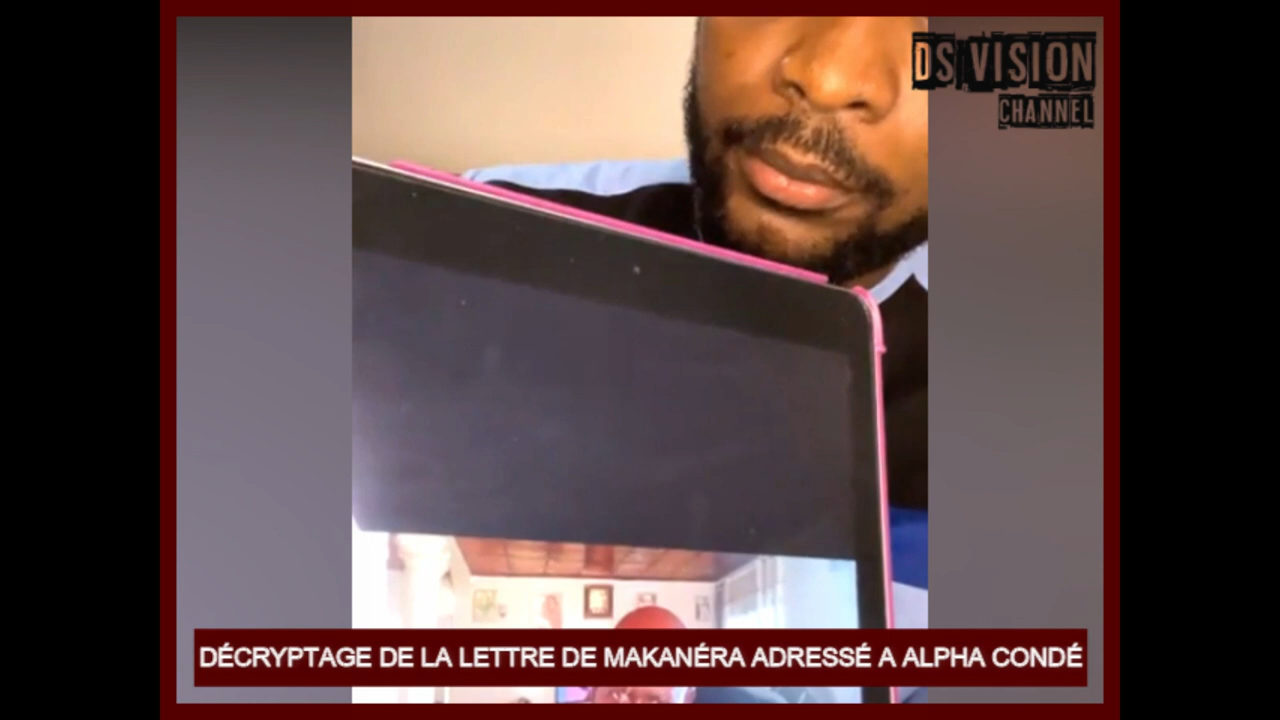 DS VISION
CHANNEL
DÉCRYPTAGE DE LA LETTRE DE MAKANÉRA ADRESSÉ A ALPHA CONDÉ